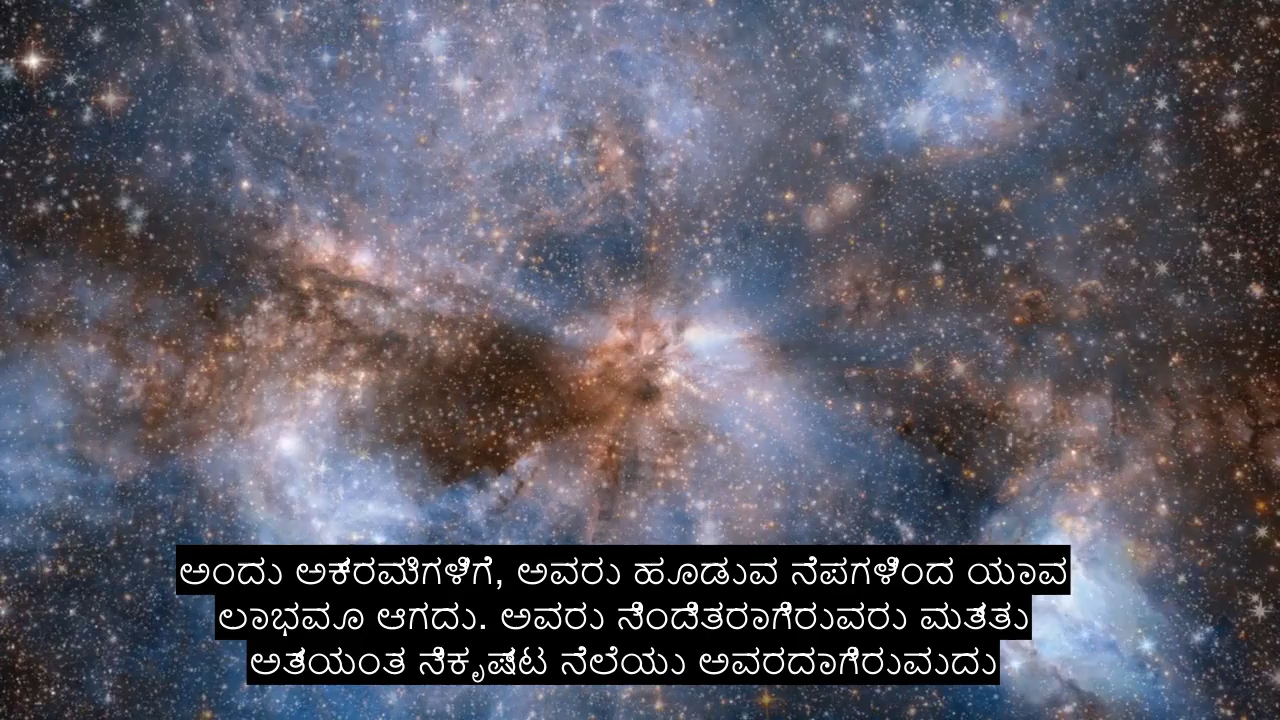 ಅಂದು ಅಕರಮಿಗಳಿಗೆ, ಅವರು ಹೂಡುವ ನೆಪಗಳಿಂದ ಯಾವ
ಲಾಭವೂ ಆಗದು. ಅವರು ನಿಂದಿತರಾಗಿರುವರು ಮತತು
ಅತಯಂತ ನಿಕೃಷಟ ನೆಲೆಯು ಅವರದಾಗಿರುವುದು